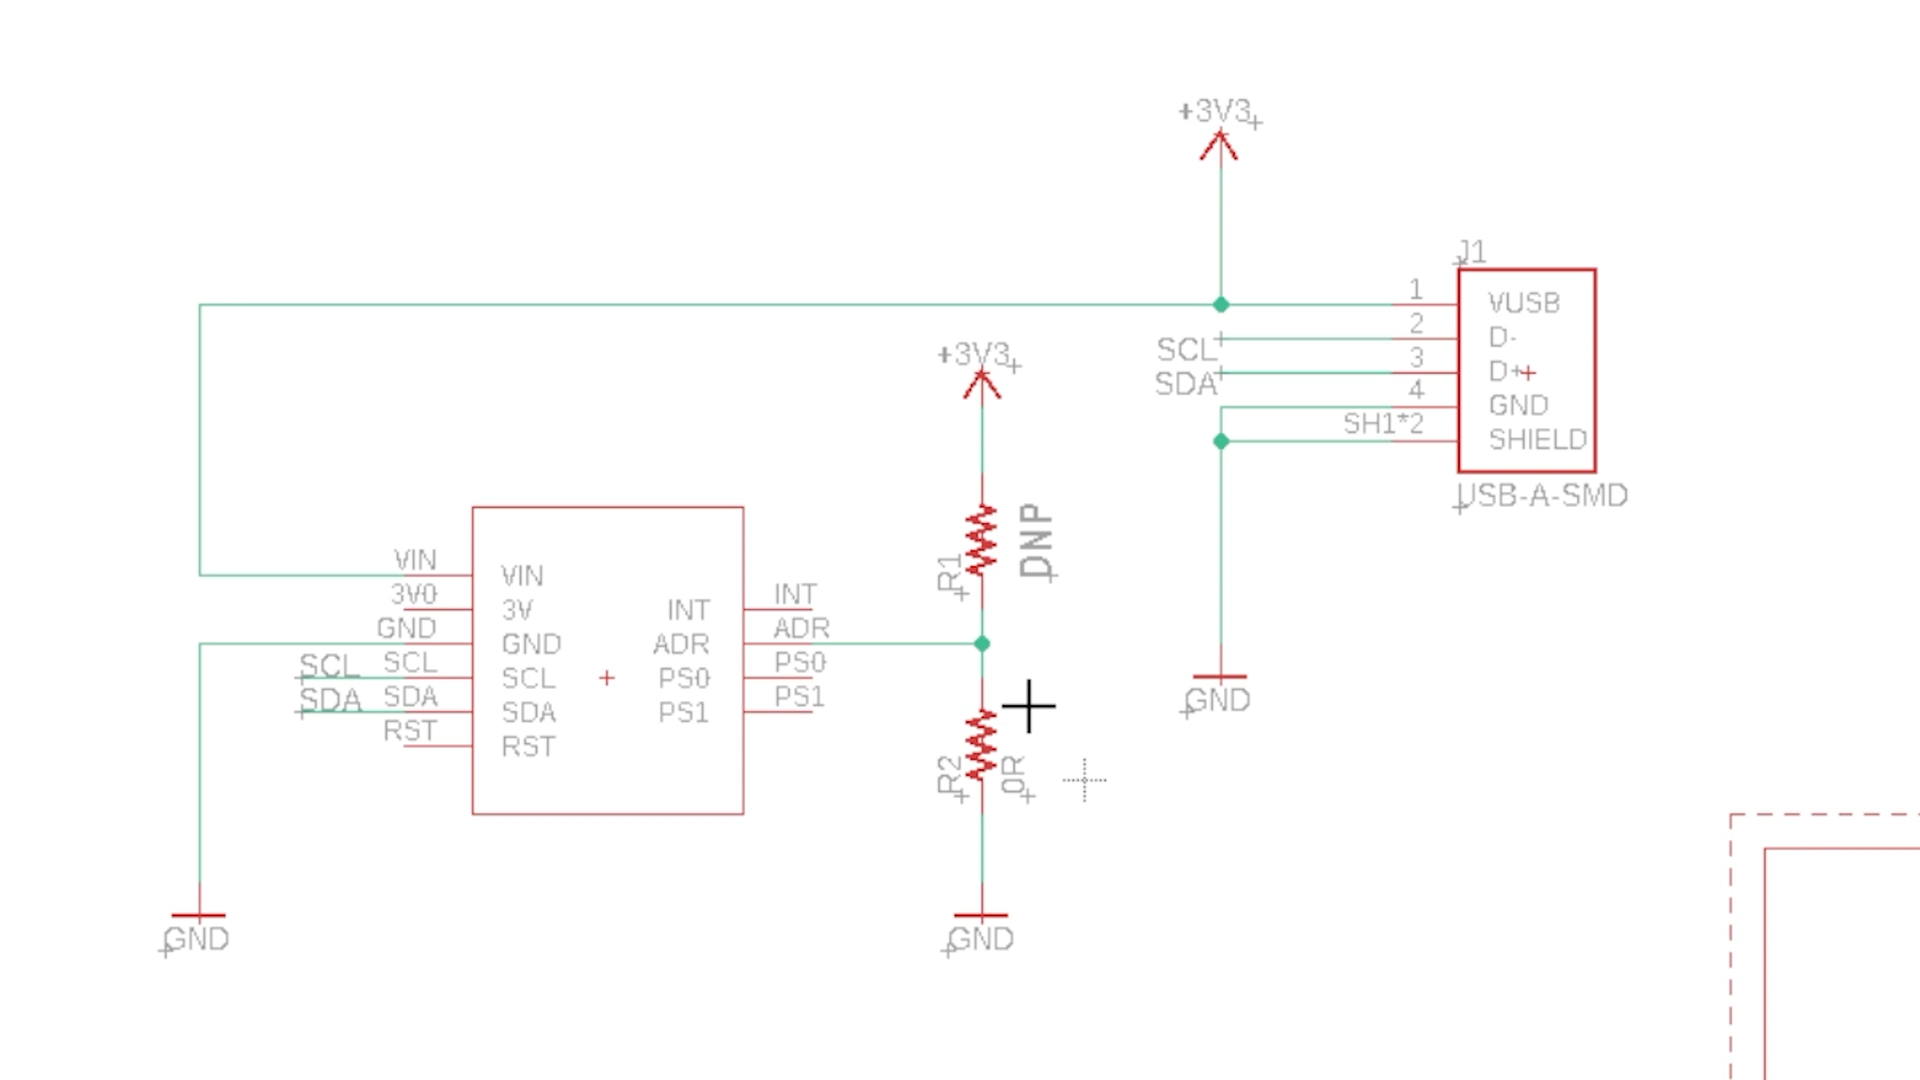 +3V3
J1
1 VUSB
SCL 2 D-
SDA 3 D+
4 GND
SH1*2 SHIELD
USB-A-SMD
+3V3
R1 DNP
VIN VIN
3V0 3V INT INT
GND GND ADR ADR
SCL SCL SCL PS0 PS0
SDA SDA SDA PS1 PS1
RST RST
R2 0R
GND
GND
GND